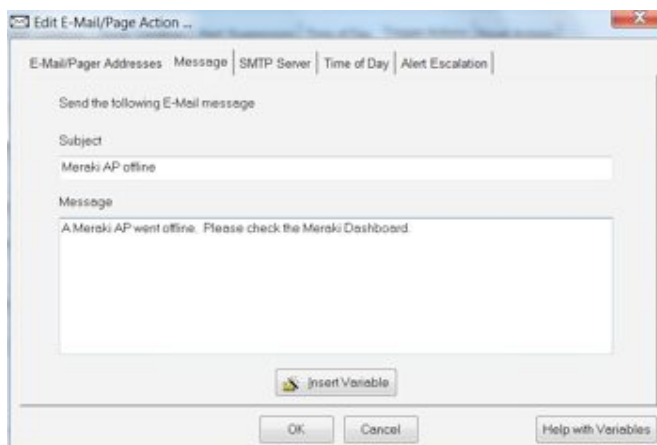 Edit E-Mail/Page Action ...
E-Mail/Pager Addresses Message SMTP Server Time of Day Alert Escalation
Send the following E-Mail message
Subject
Meraki AP offline
Message
A Meraki AP went offline. Please check the Meraki Dashboard.
Insert Variable
OK Cancel Help with Variables